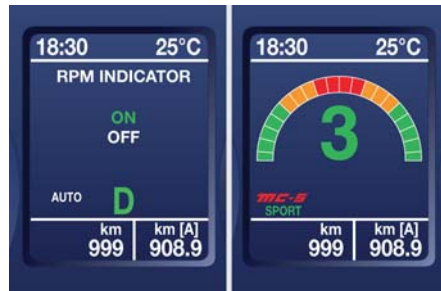 18:30 25°C
RPM INDICATOR
ON
OFF
AUTO D
km km [A]
999 908.9
18:30 25°C
3
MC-S
SPORT
km km [A]
999 908.9